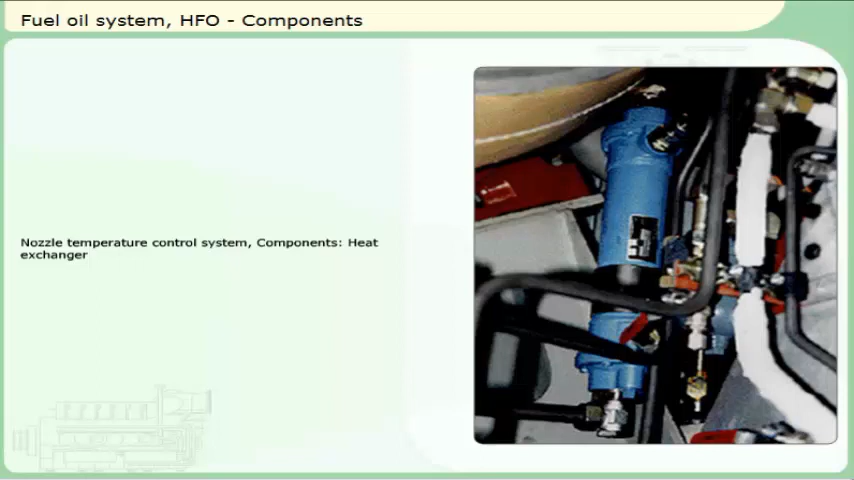 Fuel oil system, HFO - Components
Nozzle temperature control system, Components: Heat
exchanger